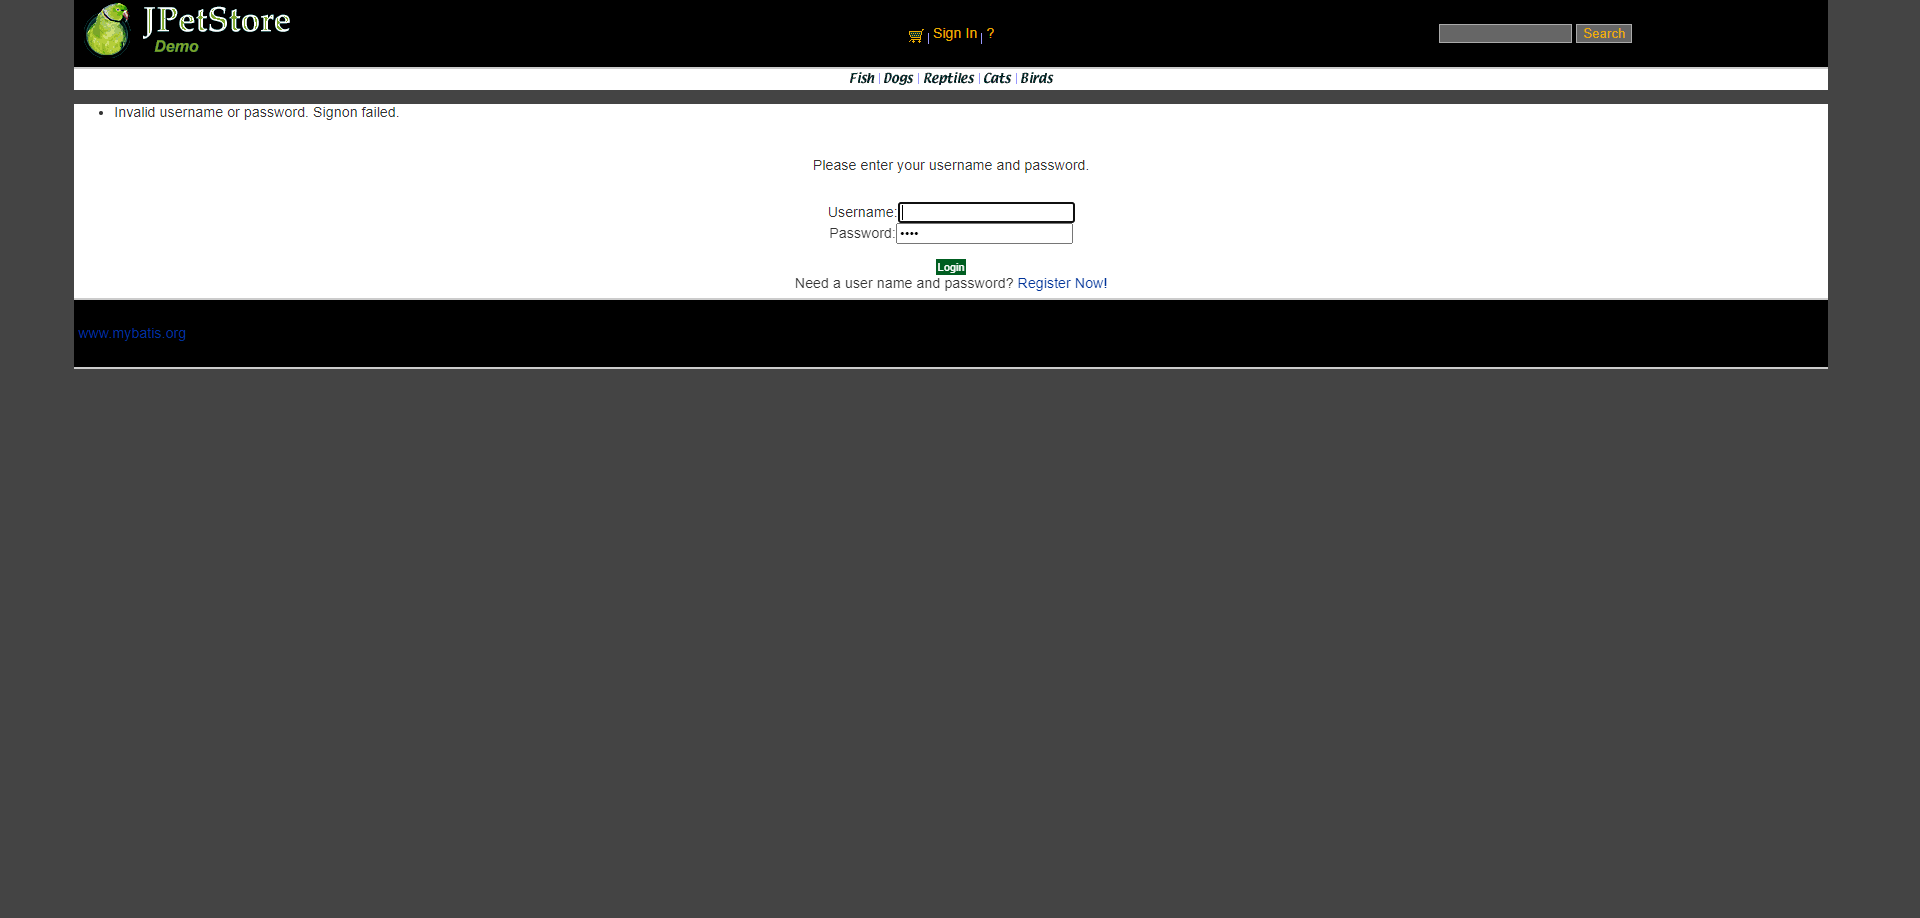 JPetStore
Demo
Sign In | ?
Search
Fish | Dogs | Reptiles | Cats | Birds
• Invalid username or password. Signon failed.
Please enter your username and password.
Username:
Password: ••••
Login
Need a user name and password? Register Now!
www.mybatis.org